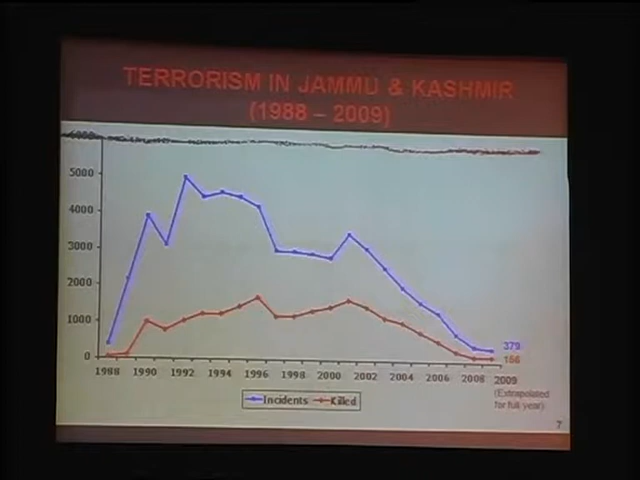 TERRORISM IN JAMMU & KASHMIR
(1988 – 2009)
6000
5000
4000
3000
2000
1000
0
1988 1990 1992 1994 1996 1998 2000 2002 2004 2006 2008 2009
379
166
(Extrapolated
for full year)
Incidents Killed
7